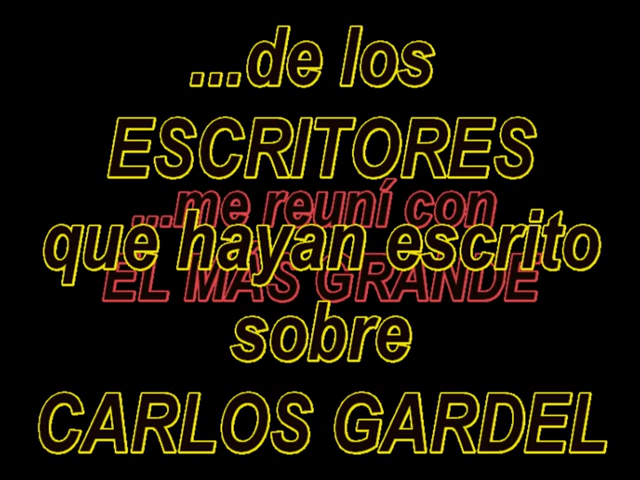 ...de los
ESCRITORES
...me reuní con
que hayan escrito
EL MÁS GRANDE
sobre
CARLOS GARDEL